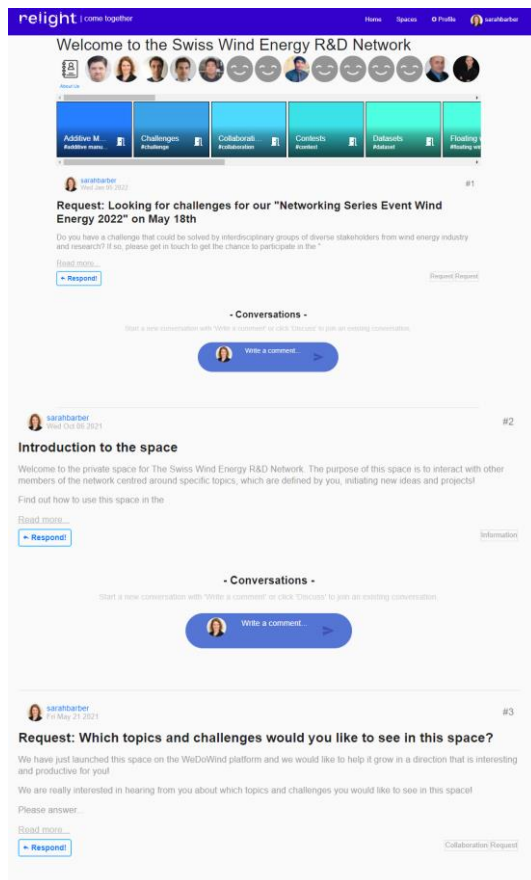 relight | come together
Home Spaces Profile sarahbarber
Welcome to the Swiss Wind Energy R&D Network
About Us
Additive M... Challenges Collaborati... Contests Datasets Floating
#additive manu... #challenge #collaboration #contest #dataset #floating
sarahbarber
Wed Jan 05 2022
#1
Request: Looking for challenges for our "Networking Series Event Wind
Energy 2022" on May 18th
Do you have a challenge that could be solved by interdisciplinary groups of diverse stakeholders from wind energy industry
and research? If so, please get in touch to get the chance to participate in the "
Read more...
Respond!
Request Request
- Conversations -
Start a new conversation with 'Write a comment' or click 'Discuss' to join an existing conversation
Write a comment...
sarahbarber
Wed Oct 06 2021
#2
Introduction to the space
Welcome to the private space for The Swiss Wind Energy R&D Network. The purpose of this space is to interact with other
members of the network centred around specific topics, which are defined by you, initiating new ideas and projects!
Find out how to use this space in the
Read more...
Respond!
Information
- Conversations -
Start a new conversation with 'Write a comment' or click 'Discuss' to join an existing conversation
Write a comment...
sarahbarber
Fri May 21 2021
#3
Request: Which topics and challenges would you like to see in this space?
We have just launched this space on the WeDoWind platform and we would like to help it grow in a direction that is interesting
and productive for you!
We are really interested in hearing from you about which topics and challenges you would like to see in this space!
Please answer...
Read more...
Respond!
Collaboration Request